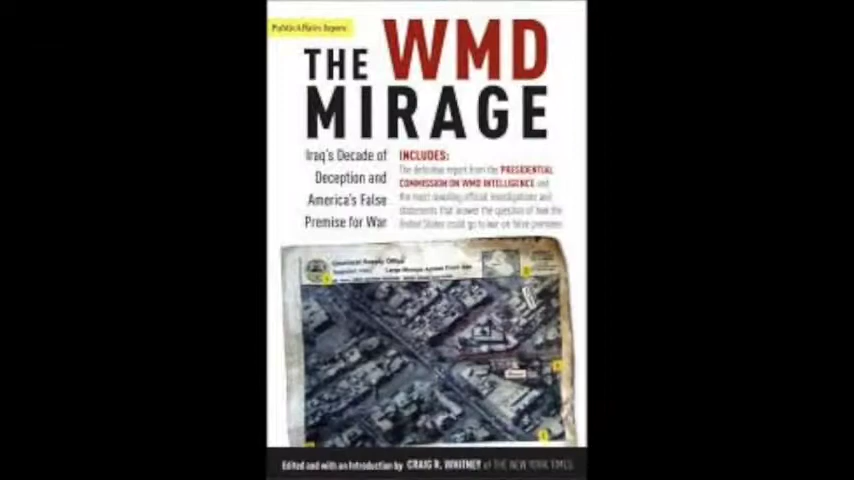 PublicAffairs Reports
THE WMD
MIRAGE
Iraq's Decade of
Deception and
America's False
Premise for War
INCLUDES:
The definitive report from the PRESIDENTIAL
COMMISSION ON WMD INTELLIGENCE and
the most revealing official investigations and
statements that answer the question of how the
United States could go to war on false premises
Edited and with an Introduction by CRAIG R. WHITNEY of THE NEW YORK TIMES